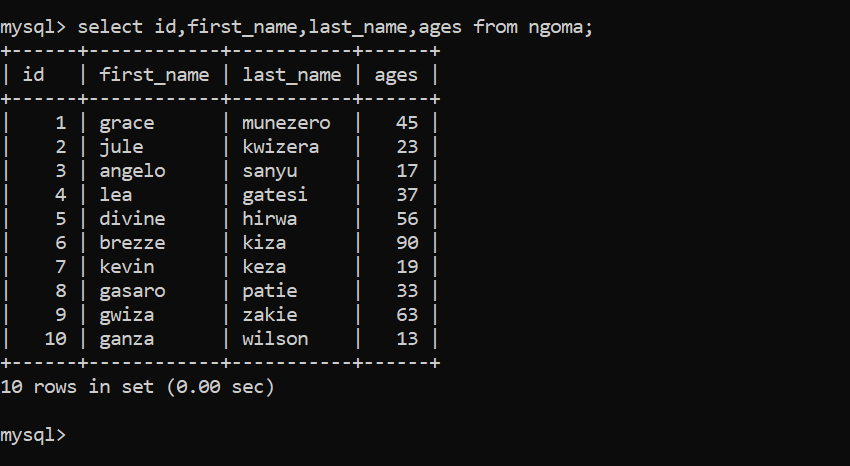 mysql> select id,first_name,last_name,ages from ngoma;
+------+------------+-----------+------+
| id   | first_name | last_name | ages |
+------+------------+-----------+------+
|    1 | grace      | munezero  |   45 |
|    2 | jule       | kwizera   |   23 |
|    3 | angelo     | sanyu     |   17 |
|    4 | lea        | gatesi    |   37 |
|    5 | divine     | hirwa     |   56 |
|    6 | brezze     | kiza      |   90 |
|    7 | kevin      | keza      |   19 |
|    8 | gasaro     | patie     |   33 |
|    9 | gwiza      | zakie     |   63 |
|   10 | ganza      | wilson    |   13 |
+------+------------+-----------+------+
10 rows in set (0.00 sec)
mysql>